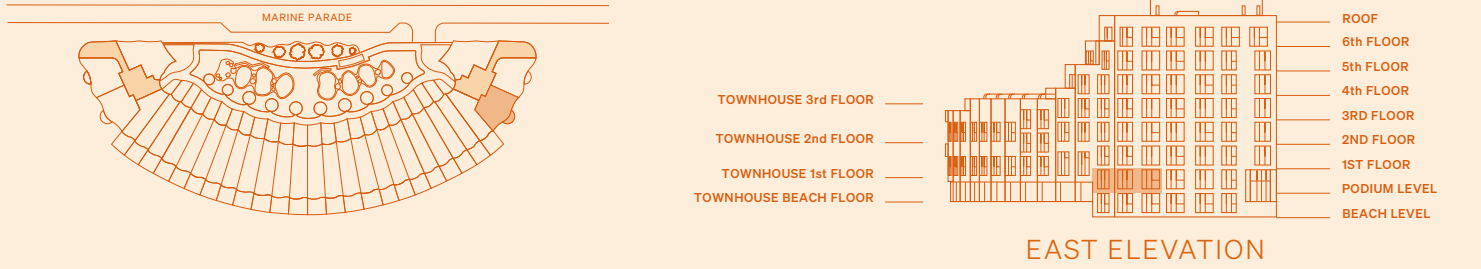 MARINE PARADE
TOWNHOUSE 3rd FLOOR
TOWNHOUSE 2nd FLOOR
TOWNHOUSE 1st FLOOR
TOWNHOUSE BEACH FLOOR
ROOF
6th FLOOR
5th FLOOR
4th FLOOR
3RD FLOOR
2ND FLOOR
1ST FLOOR
PODIUM LEVEL
BEACH LEVEL
EAST ELEVATION